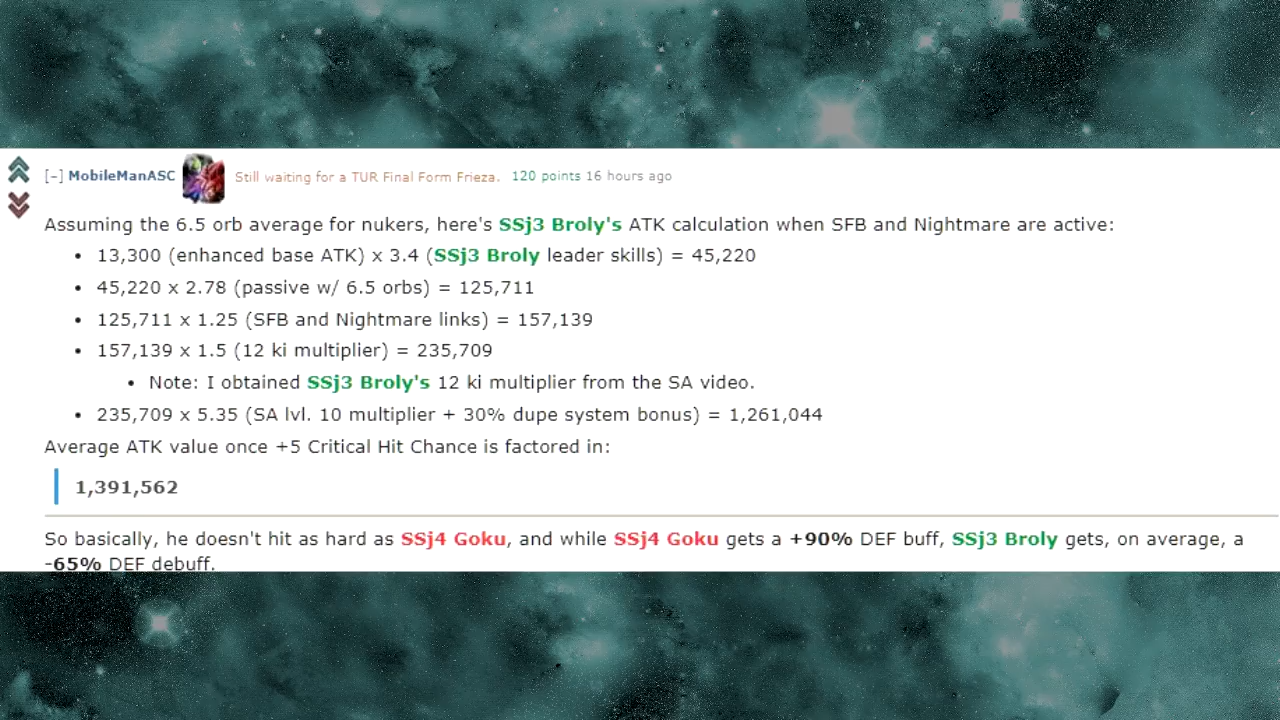 [–] MobileManASC Still waiting for a TUR Final Form Frieza. 120 points 16 hours ago
Assuming the 6.5 orb average for nukers, here's SSj3 Broly's ATK calculation when SFB and Nightmare are active:
• 13,300 (enhanced base ATK) x 3.4 (SSj3 Broly leader skills) = 45,220
• 45,220 x 2.78 (passive w/ 6.5 orbs) = 125,711
• 125,711 x 1.25 (SFB and Nightmare links) = 157,139
• 157,139 x 1.5 (12 ki multiplier) = 235,709
• Note: I obtained SSj3 Broly's 12 ki multiplier from the SA video.
• 235,709 x 5.35 (SA lvl. 10 multiplier + 30% dupe system bonus) = 1,261,044
Average ATK value once +5 Critical Hit Chance is factored in:
1,391,562
So basically, he doesn't hit as hard as SSj4 Goku, and while SSj4 Goku gets a +90% DEF buff, SSj3 Broly gets, on average, a
-65% DEF debuff.